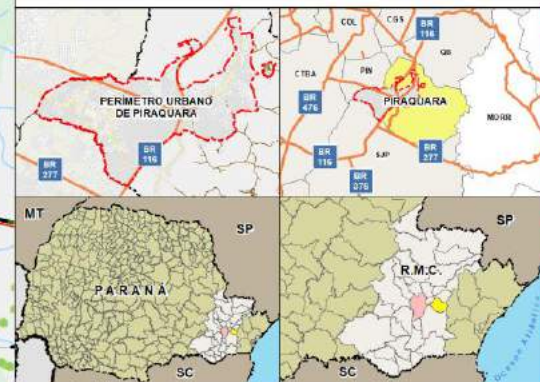 PERÍMETRO URBANO
DE PIRAQUARA
BR
277
BR
116
COL
CGS
BR
116
CTBA
PIN
QB
BR
476
PIRAQUARA
MORR
BR
116
SJP
BR
277
BR
376
MT
SP
PARANÁ
SC
SP
R.M.C.
SC
Oceano Atlântico